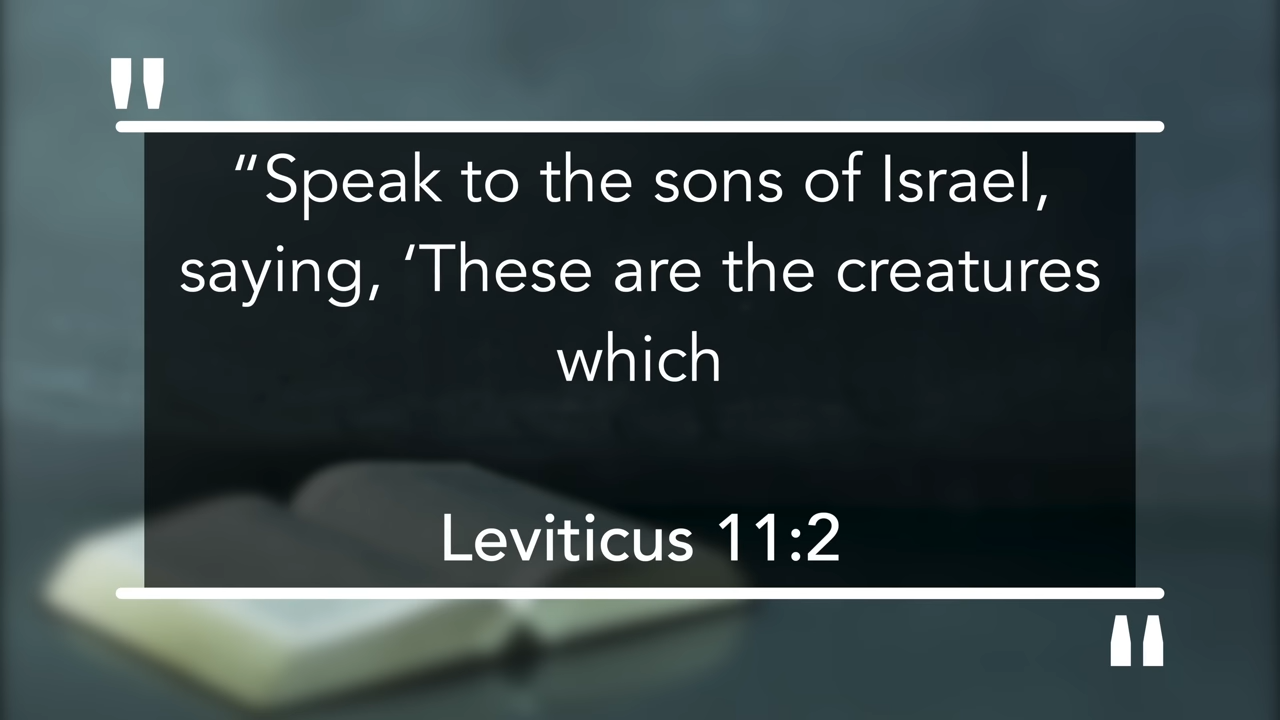 “Speak to the sons of Israel,
saying, ‘These are the creatures
which
Leviticus 11:2